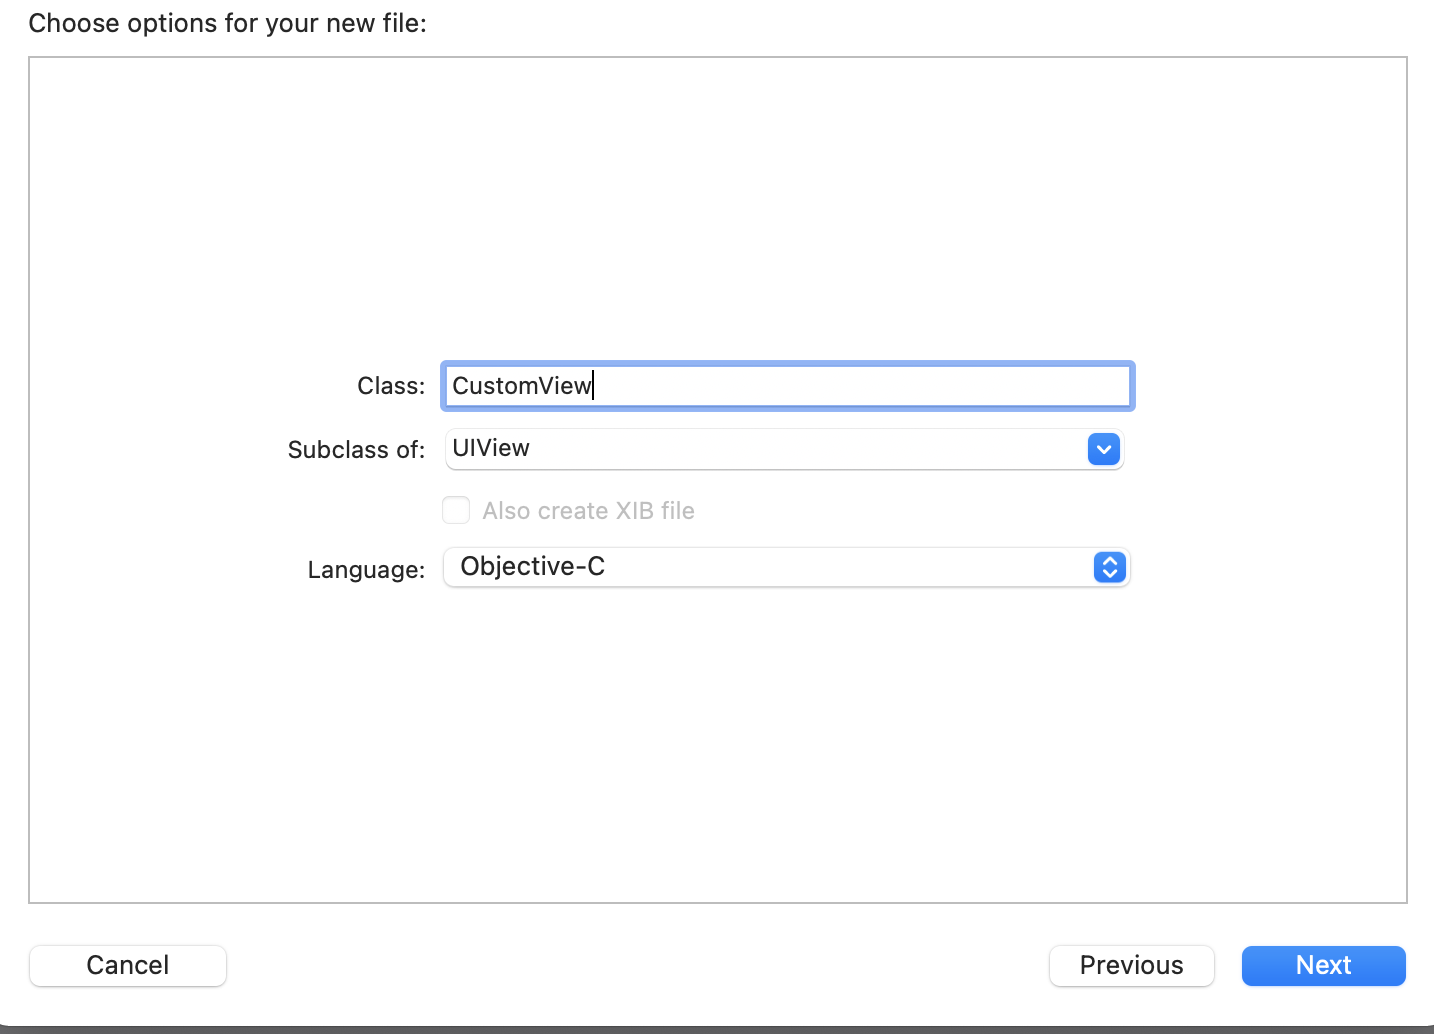 Choose options for your new file:
Class: CustomView
Subclass of: UIView
Also create XIB file
Language: Objective-C
Cancel Previous Next